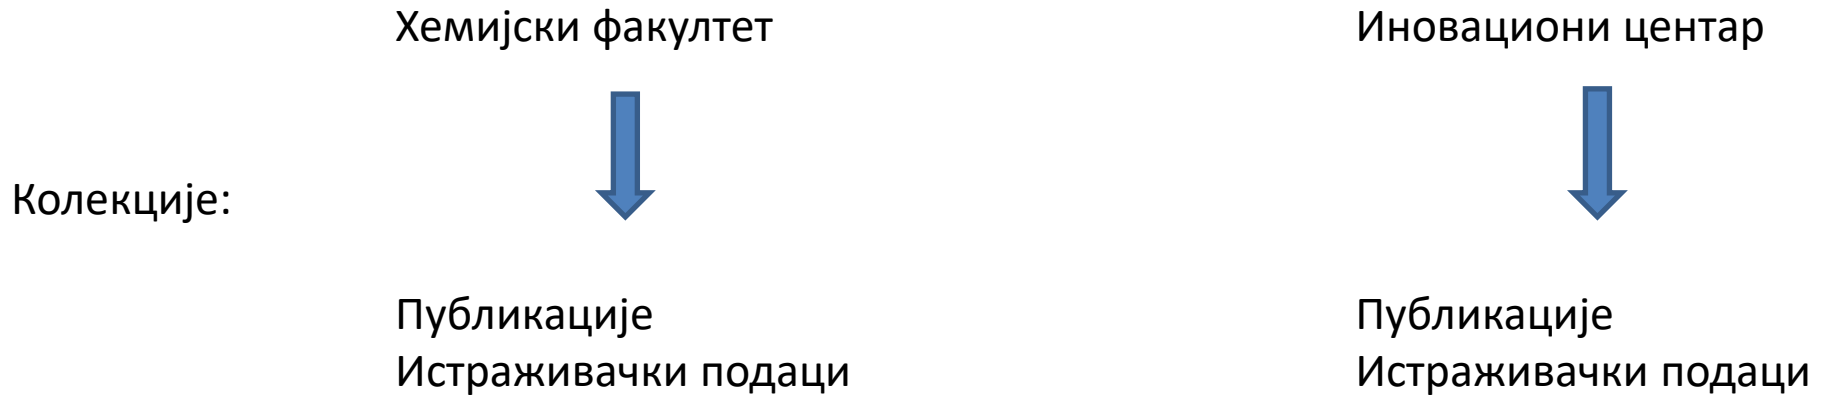 Хемијски факултет
Иновациони центар
Колекције:
Публикације
Истраживачки подаци
Публикације
Истраживачки подаци